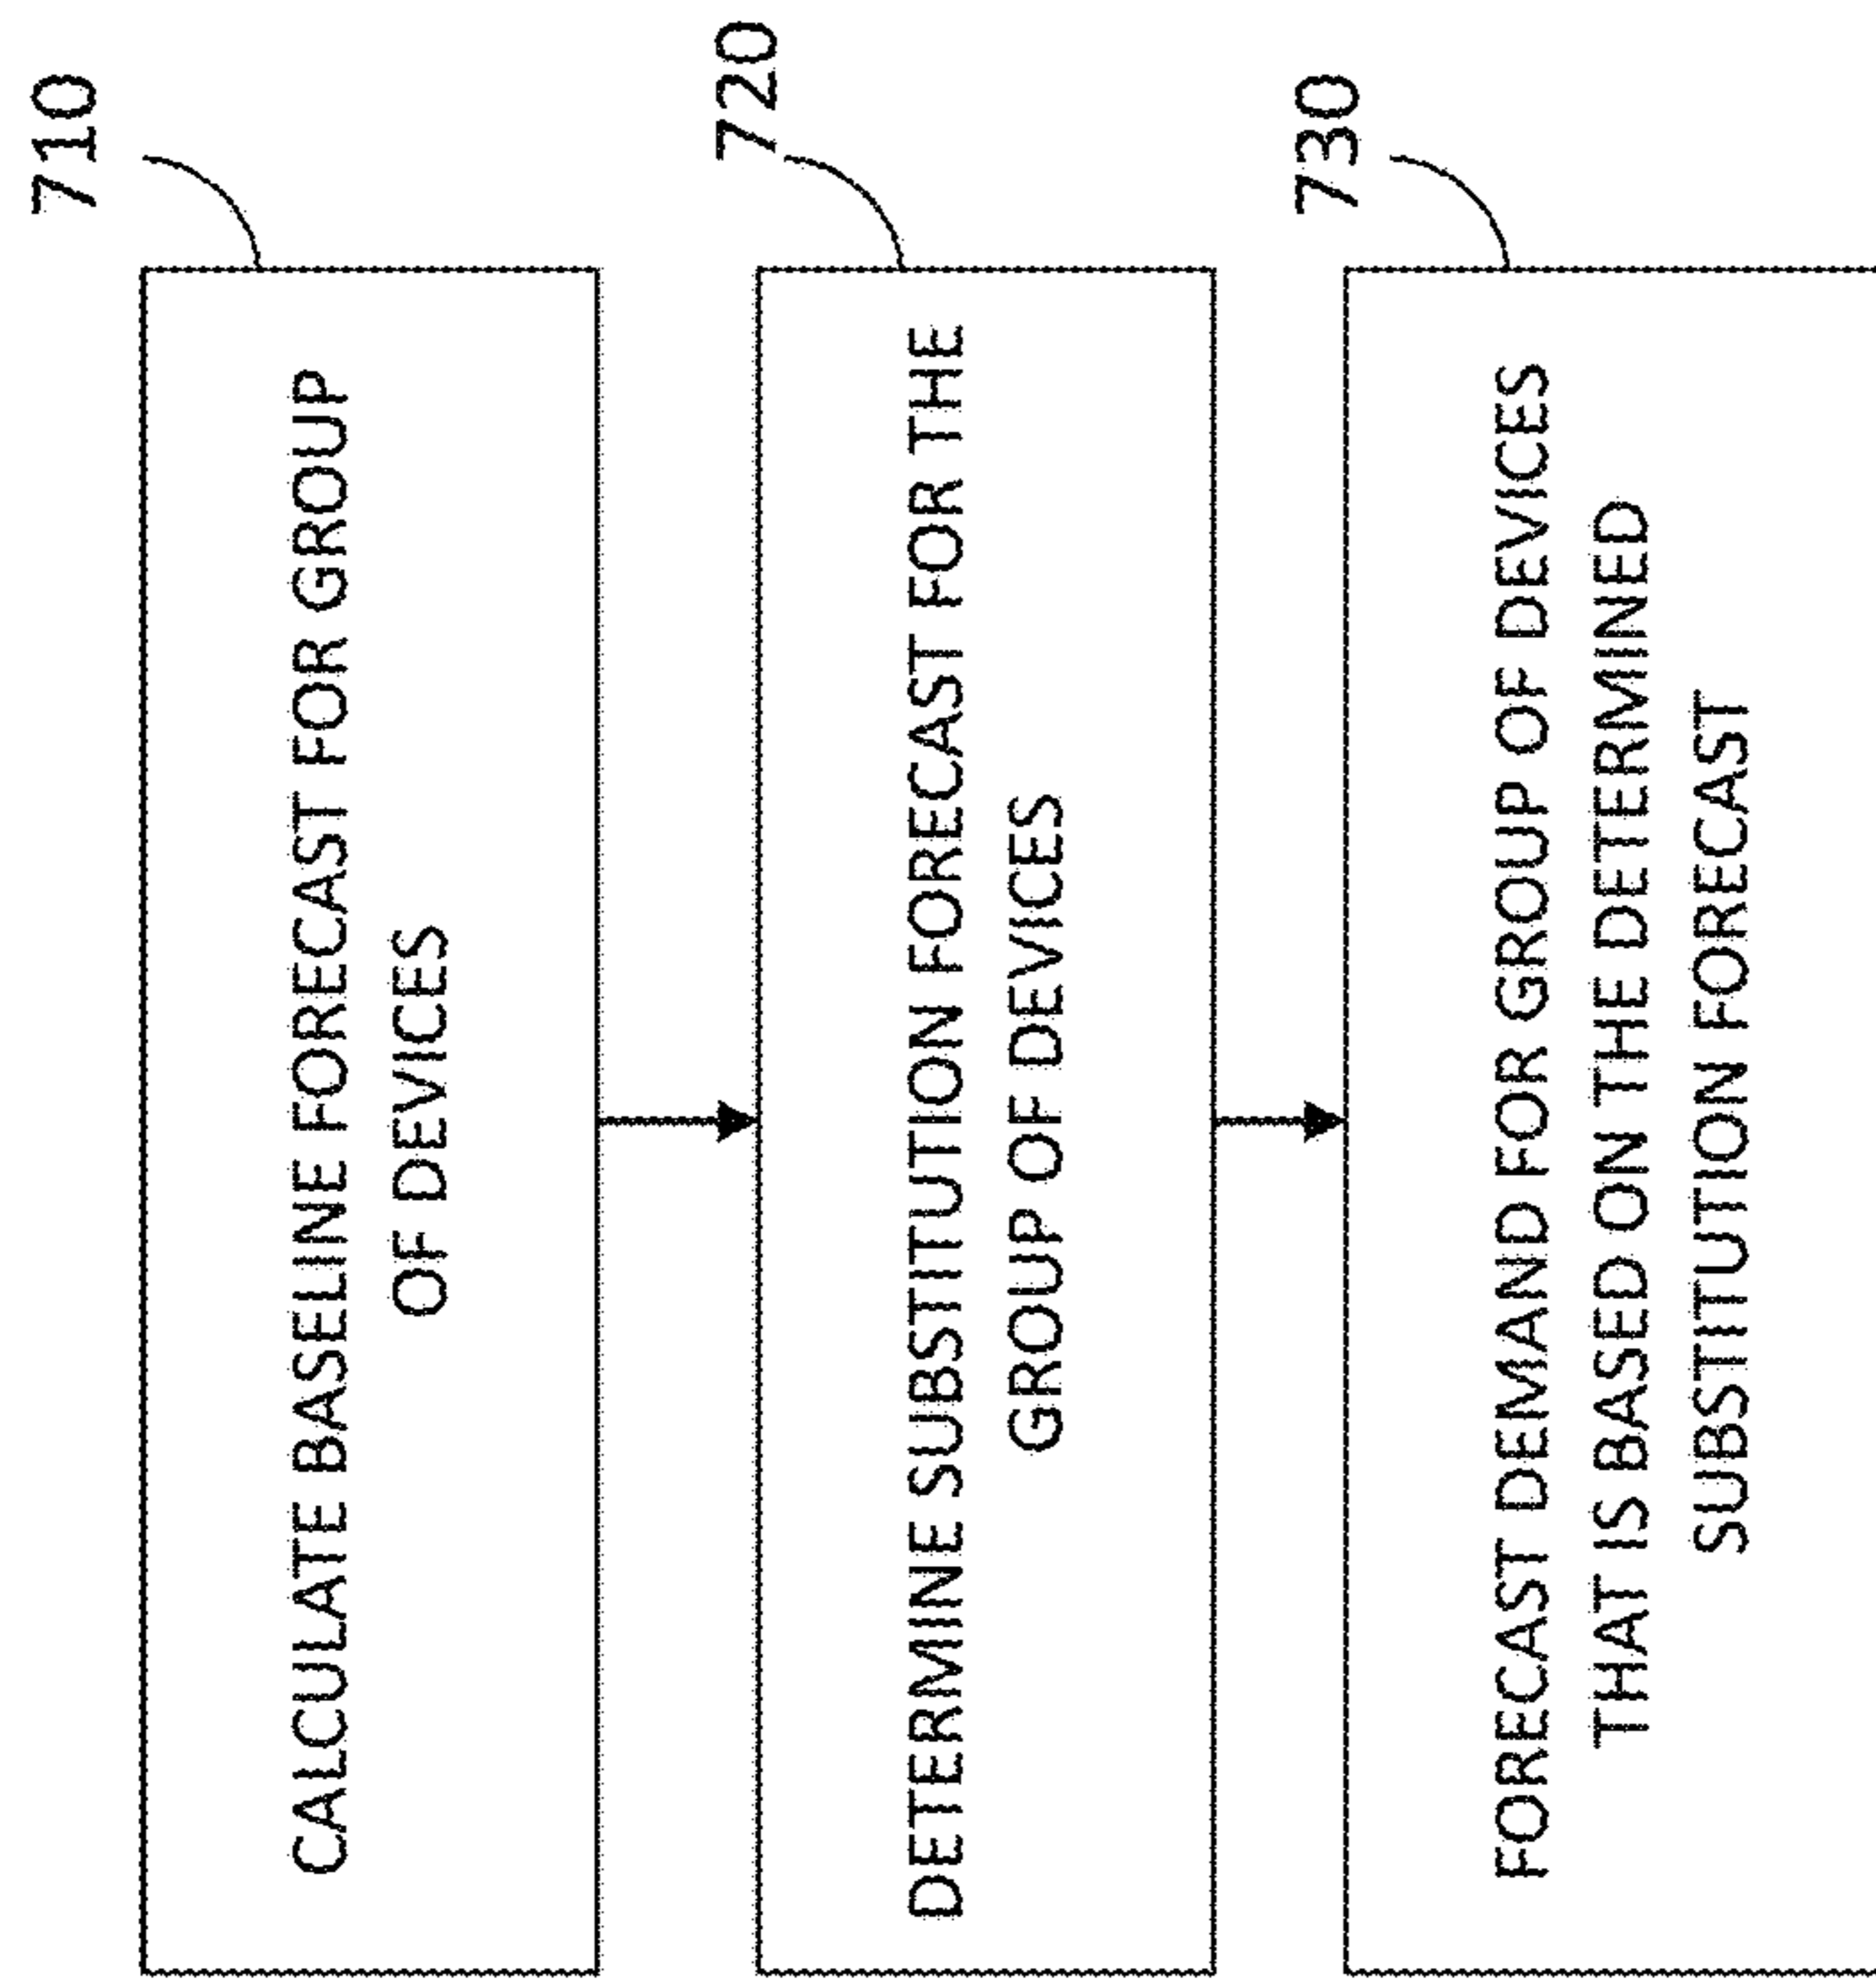 710
CALCULATE BASELINE FORECAST FOR GROUP
OF DEVICES
720
DETERMINE SUBSTITUTION FORECAST FOR THE
GROUP OF DEVICES
730
FORECAST DEMAND FOR GROUP OF DEVICES
THAT IS BASED ON THE DETERMINED
SUBSTITUTION FORECAST